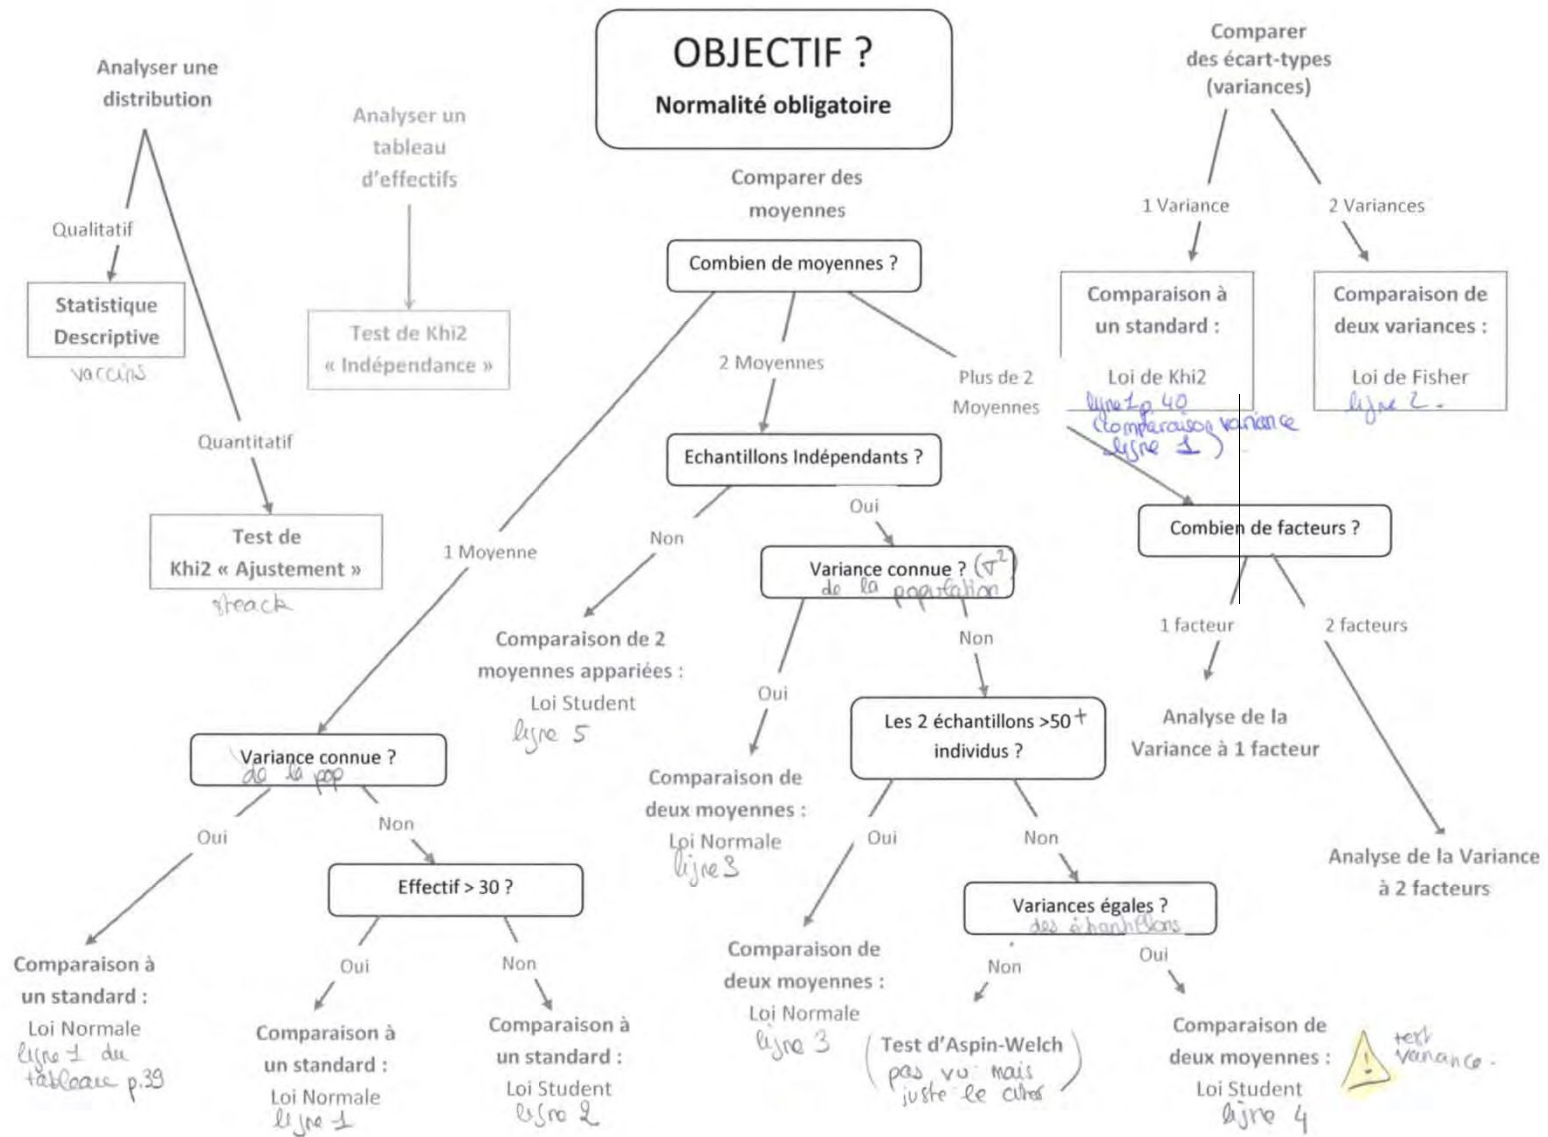 OBJECTIF ?
Normalité obligatoire
Analyser une
distribution
Qualitatif
Statistique
Descriptive
vaccins
Quantitatif
Test de
Khi2 « Ajustement »
steack
Analyser un
tableau
d'effectifs
Test de Khi2
« Indépendance »
Comparer des
moyennes
Combien de moyennes ?
1 Moyenne
2 Moyennes
Plus de 2
Moyennes
Variance connue ?
de la pop
Oui
Non
Comparaison à
un standard :
Loi Normale
ligne 1 du
tableau p.39
Effectif > 30 ?
Oui
Non
Comparaison à
un standard :
Loi Normale
ligne 1
Comparaison à
un standard :
Loi Student
ligne 2
Echantillons Indépendants ?
Non
Oui
Comparaison de 2
moyennes appariées :
Loi Student
ligne 5
Variance connue ? (σ²)
de la population
Oui
Non
Comparaison de
deux moyennes :
Loi Normale
ligne 3
Les 2 échantillons >50 +
individus ?
Oui
Non
Comparaison de
deux moyennes :
Loi Normale
ligne 3
Variances égales ?
des échantillons
Non
Oui
(Test d'Aspin-Welch
pas vu mais
juste le citer)
Comparaison de
deux moyennes :
Loi Student
ligne 4
!
test
variance.
Comparer
des écart-types
(variances)
1 Variance
2 Variances
Comparaison à
un standard :
Loi de Khi2
ligne 1 p.40
(comparaison variance
ligne 1)
Comparaison de
deux variances :
Loi de Fisher
ligne 2.
Combien de facteurs ?
1 facteur
2 facteurs
Analyse de la
Variance à 1 facteur
Analyse de la Variance
à 2 facteurs